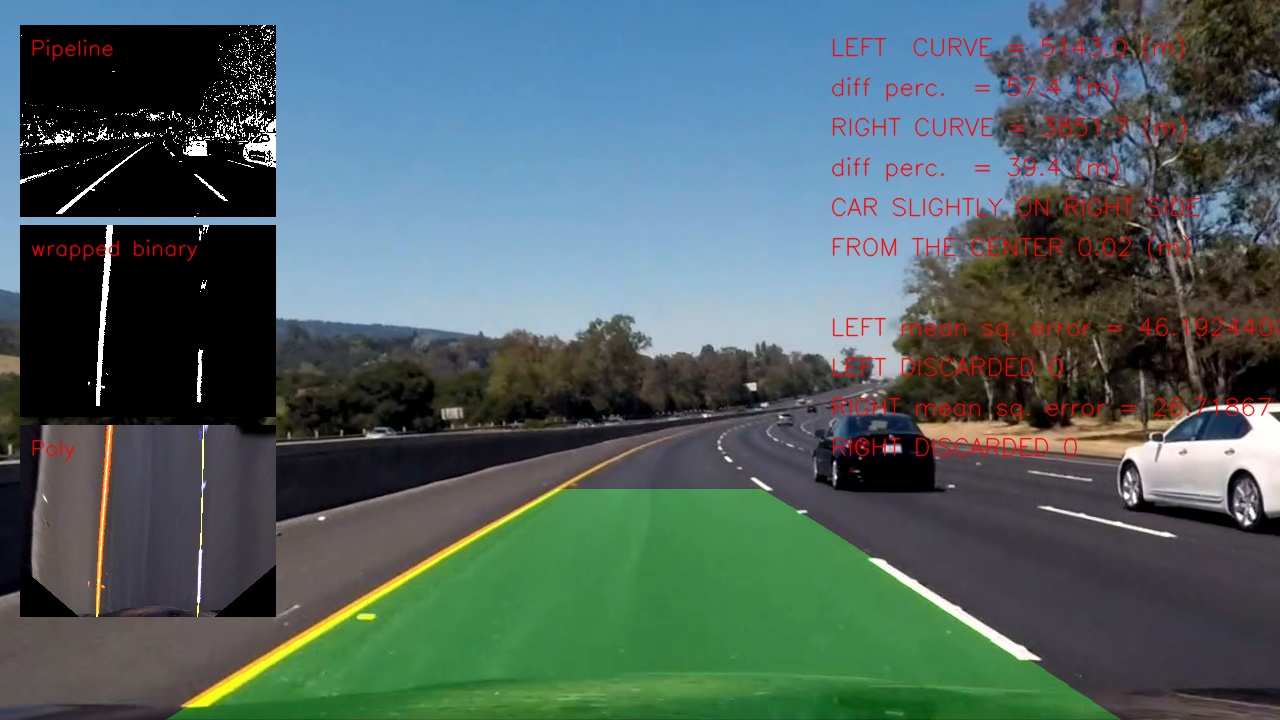 Pipeline
wrapped binary
Poly
LEFT CURVE = 5143.0 (m)
diff perc. = 57.4 (m)
RIGHT CURVE = 3851.7 (m)
diff perc. = 39.4 (m)
CAR SLIGHTLY ON RIGHT SIDE
FROM THE CENTER 0.02 (m)
LEFT mean sq. error = 46.1924408
LEFT DISCARDED 0
RIGHT mean sq. error = 26.71867
RIGHT DISCARDED 0